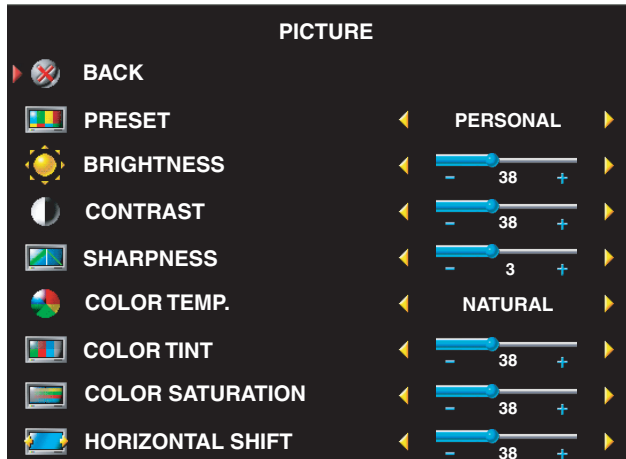 PICTURE
BACK
PRESET PERSONAL
BRIGHTNESS - 38 +
CONTRAST - 38 +
SHARPNESS - 3 +
COLOR TEMP. NATURAL
COLOR TINT - 38 +
COLOR SATURATION - 38 +
HORIZONTAL SHIFT - 38 +